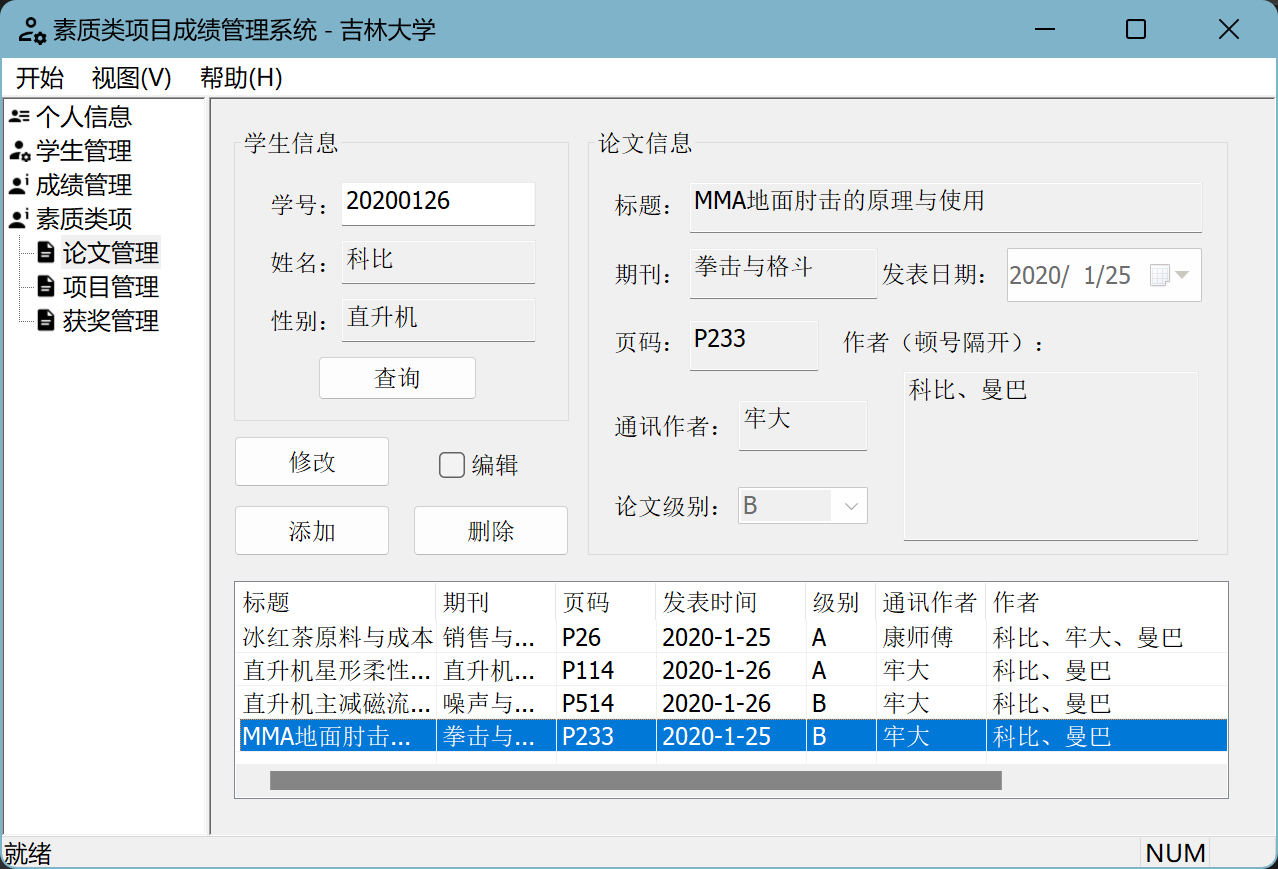 素质类项目成绩管理系统 - 吉林大学
开始 视图(V) 帮助(H)
个人信息
学生管理
成绩管理
素质类项
论文管理
项目管理
获奖管理
学生信息
学号： 20200126
姓名： 科比
性别： 直升机
查询
修改 编辑
添加 删除
论文信息
标题： MMA地面肘击的原理与使用
期刊： 拳击与格斗 发表日期： 2020/ 1/25
页码： P233 作者（顿号隔开）：
科比、曼巴
通讯作者： 牢大
论文级别： B
标题 期刊 页码 发表时间 级别 通讯作者 作者
冰红茶原料与成本 销售与... P26 2020-1-25 A 康师傅 科比、牢大、曼巴
直升机星形柔性... 直升机... P114 2020-1-26 A 牢大 科比、曼巴
直升机主减磁流... 噪声与... P514 2020-1-26 B 牢大 科比、曼巴
MMA地面肘击... 拳击与... P233 2020-1-25 B 牢大 科比、曼巴
就绪 NUM